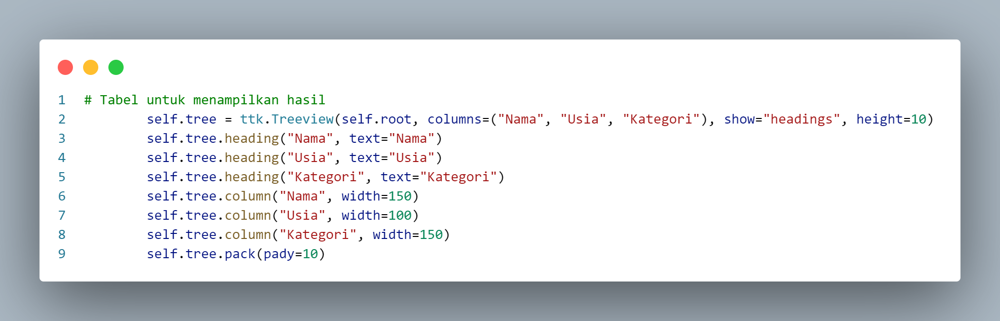 1 # Tabel untuk menampilkan hasil
2         self.tree = ttk.Treeview(self.root, columns=("Nama", "Usia", "Kategori"), show="headings", height=10)
3         self.tree.heading("Nama", text="Nama")
4         self.tree.heading("Usia", text="Usia")
5         self.tree.heading("Kategori", text="Kategori")
6         self.tree.column("Nama", width=150)
7         self.tree.column("Usia", width=100)
8         self.tree.column("Kategori", width=150)
9         self.tree.pack(pady=10)